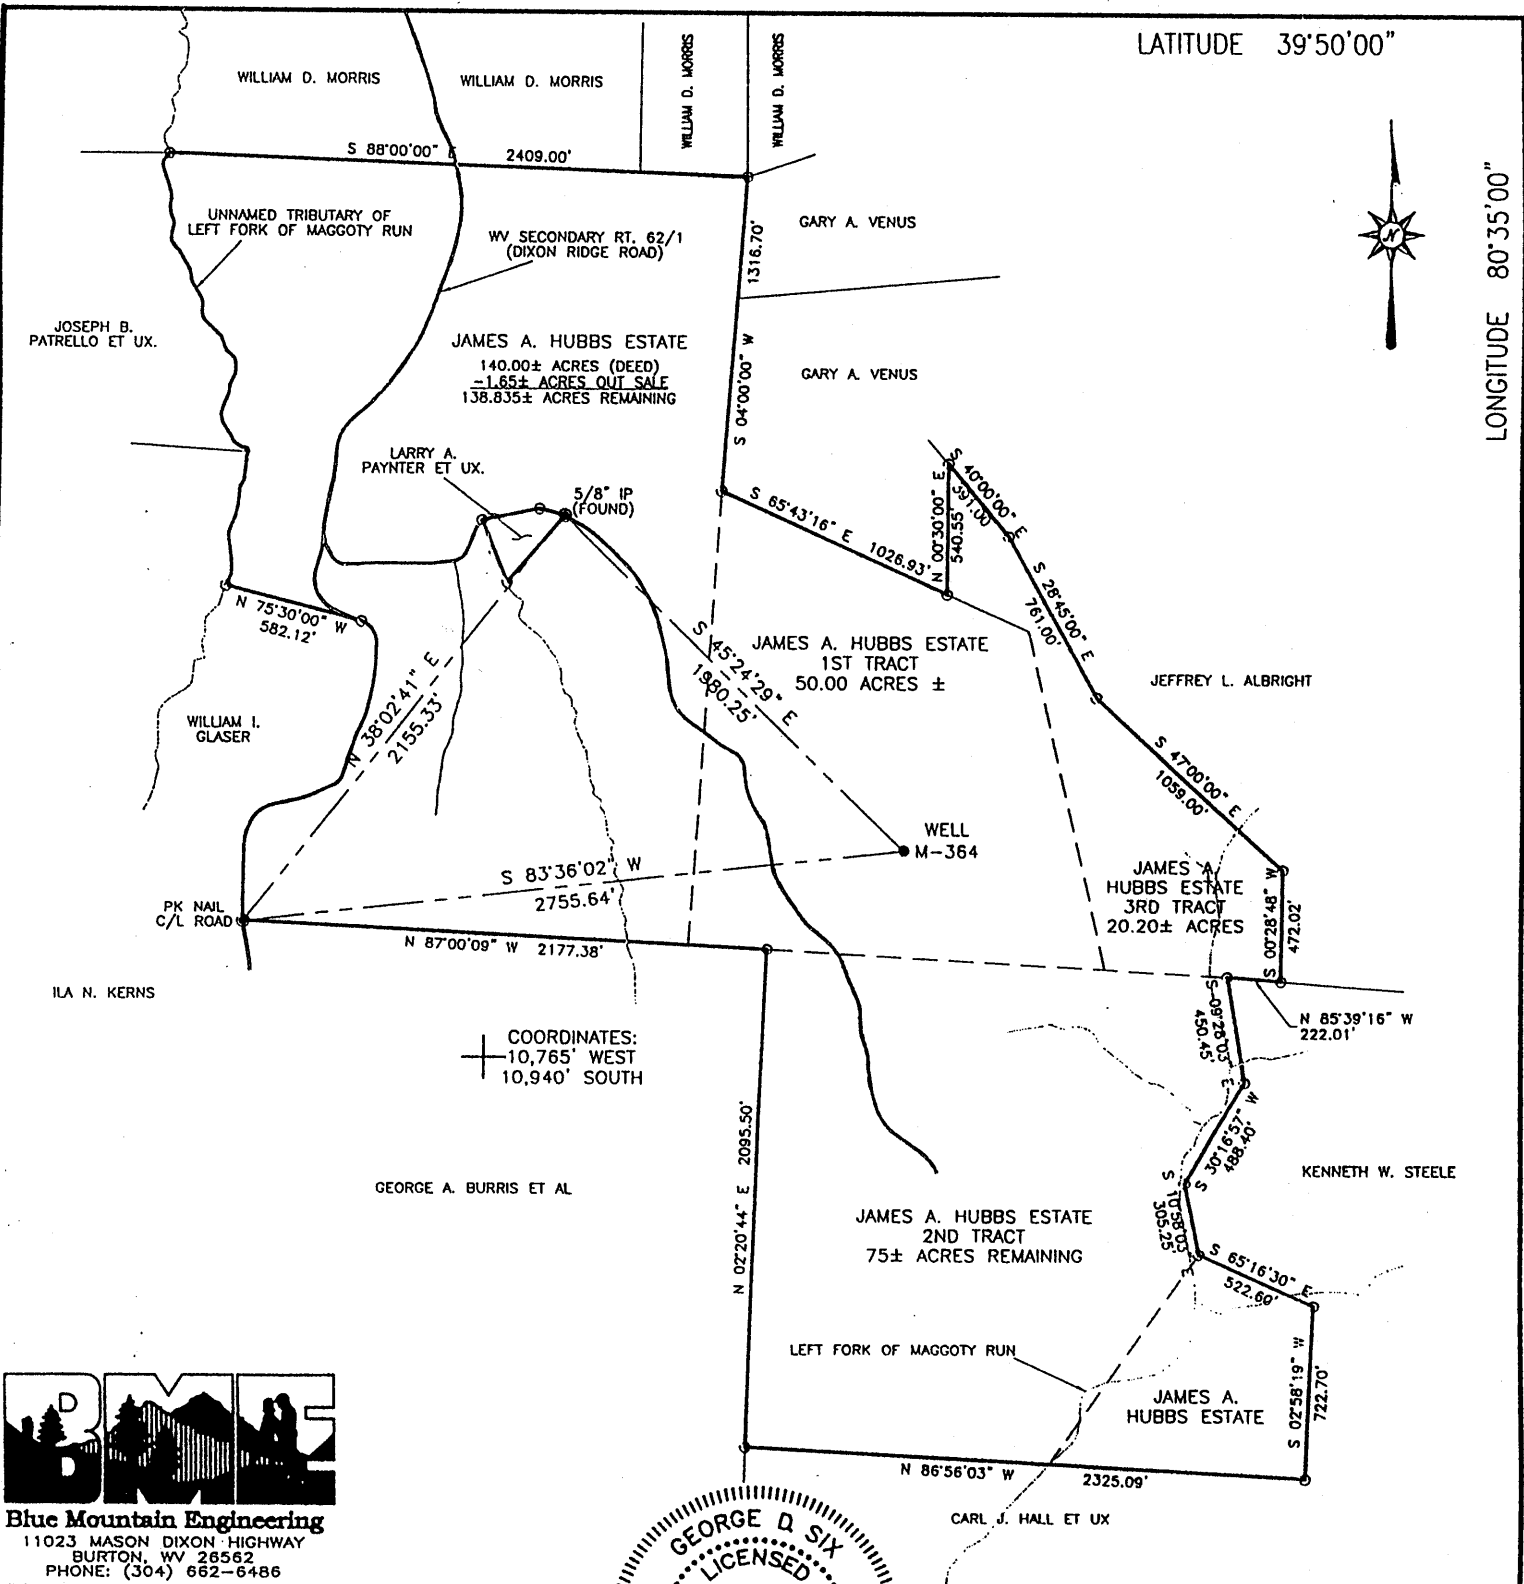 LATITUDE 39°50'00"
LONGITUDE 80°35'00"
WILLIAM D. MORRIS
WILLIAM D. MORRIS
WILLIAM D. MORRIS
WILLIAM D. MORRIS
S 88°00'00" E 2409.00'
UNNAMED TRIBUTARY OF
LEFT FORK OF MAGGOTY RUN
WV SECONDARY RT. 62/1
(DIXON RIDGE ROAD)
GARY A. VENUS
1316.70'
S 04°00'00" W
N
JOSEPH B.
PATRELLO ET UX.
JAMES A. HUBBS ESTATE
140.00± ACRES (DEED)
-1.65± ACRES OUT SALE
138.835± ACRES REMAINING
GARY A. VENUS
LARRY A.
PAYNTER ET UX.
5/8" IP
(FOUND)
S 65°43'16" E 1026.93'
N 00°30'00" E
540.55'
S 40°00'00" E
391.00'
S 28°45'00" E
761.00'
N 75°30'00" W
582.12'
S 45°24'29" E
1980.25'
JAMES A. HUBBS ESTATE
1ST TRACT
50.00 ACRES ±
JEFFREY L. ALBRIGHT
N 38°02'41" E
2155.33'
WILLIAM I.
GLASER
S 47°00'00" E
1059.00'
WELL
M-364
S 83°36'02" W
2755.64'
JAMES A.
HUBBS ESTATE
3RD TRACT
20.20± ACRES
S 00°28'48" W
472.02'
PK NAIL
C/L ROAD
N 87°00'09" W 2177.38'
ILA N. KERNS
N 85°39'16" W
222.01'
S 09°28'03" E
450.45'
COORDINATES:
10,765' WEST
10,940' SOUTH
S 30°16'57" W
488.40'
N 02°20'44" E 2095.50'
GEORGE A. BURRIS ET AL
KENNETH W. STEELE
S 10°58'03" E
305.25'
JAMES A. HUBBS ESTATE
2ND TRACT
75± ACRES REMAINING
S 65°16'30" E
522.60'
LEFT FORK OF MAGGOTY RUN
JAMES A.
HUBBS ESTATE
S 02°58'19" W
722.70'
N 86°56'03" W 2325.09'
CARL J. HALL ET UX
BME
Blue Mountain Engineering
11023 MASON DIXON HIGHWAY
BURTON, WV 26562
PHONE: (304) 662-6486
GEORGE D. SIX
LICENSED